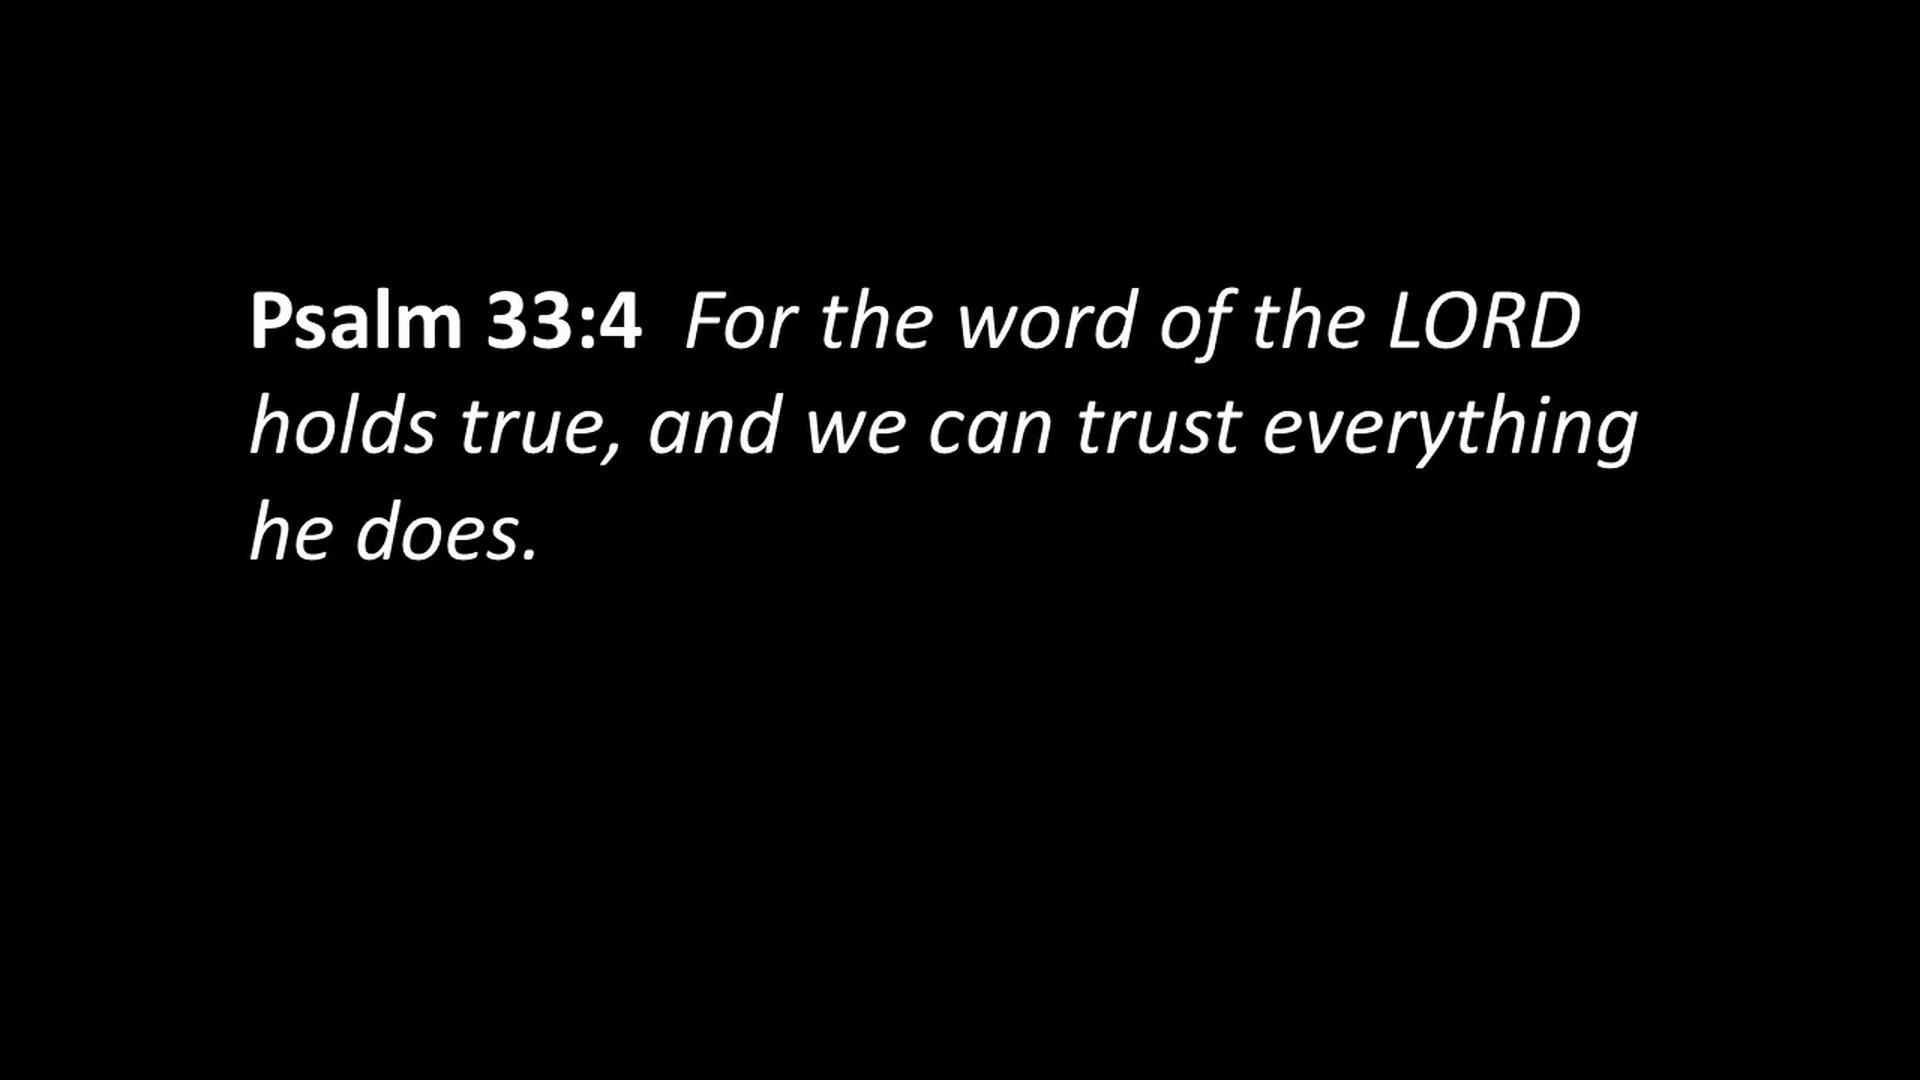 Psalm 33:4  For the word of the LORD
holds true, and we can trust everything
he does.